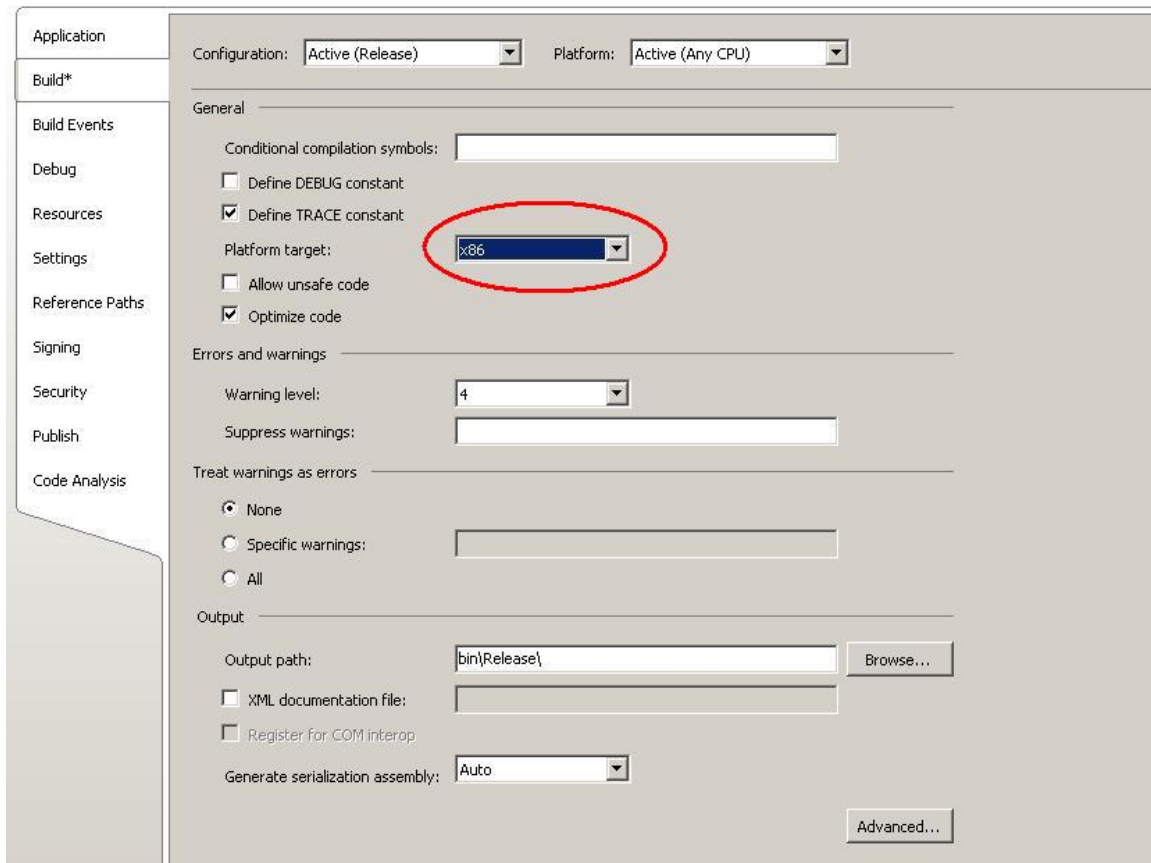 Application
Build*
Build Events
Debug
Resources
Settings
Reference Paths
Signing
Security
Publish
Code Analysis
Configuration: Active (Release) Platform: Active (Any CPU)
General
Conditional compilation symbols:
Define DEBUG constant
Define TRACE constant
Platform target: x86
Allow unsafe code
Optimize code
Errors and warnings
Warning level: 4
Suppress warnings:
Treat warnings as errors
None
Specific warnings:
All
Output
Output path: bin\Release\ Browse...
XML documentation file:
Register for COM interop
Generate serialization assembly: Auto
Advanced...